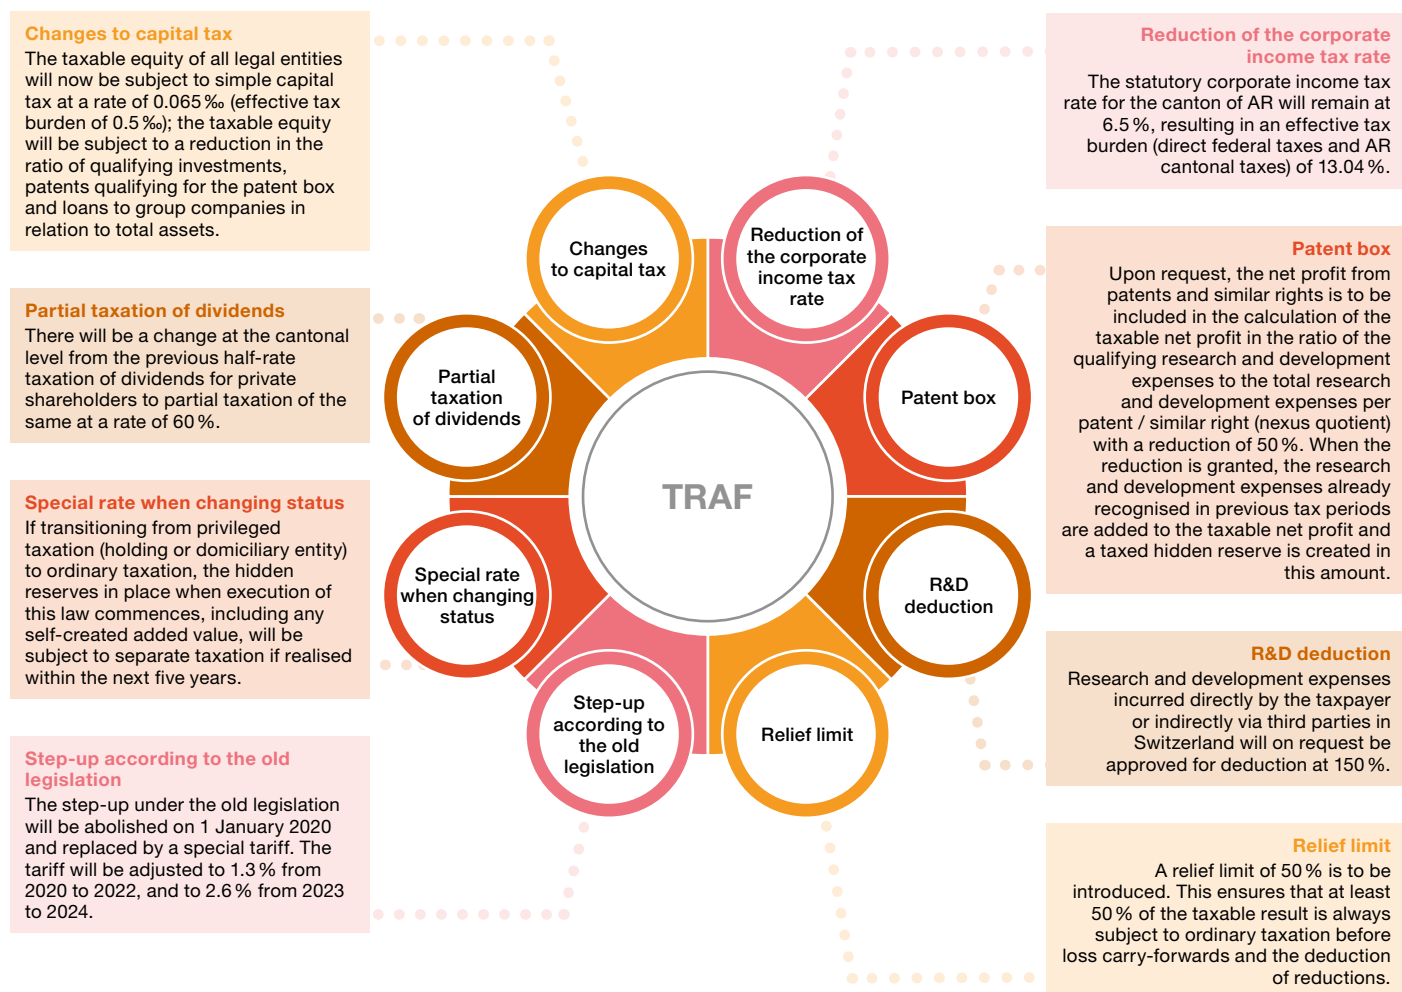 Changes to capital tax
The taxable equity of all legal entities
will now be subject to simple capital
tax at a rate of 0.065 ‰ (effective tax
burden of 0.5 ‰); the taxable equity
will be subject to a reduction in the
ratio of qualifying investments,
patents qualifying for the patent box
and loans to group companies in
relation to total assets.
Partial taxation of dividends
There will be a change at the cantonal
level from the previous half-rate
taxation of dividends for private
shareholders to partial taxation of the
same at a rate of 60 %.
Special rate when changing status
If transitioning from privileged
taxation (holding or domiciliary entity)
to ordinary taxation, the hidden
reserves in place when execution of
this law commences, including any
self-created added value, will be
subject to separate taxation if realised
within the next five years.
Step-up according to the old
legislation
The step-up under the old legislation
will be abolished on 1 January 2020
and replaced by a special tariff. The
tariff will be adjusted to 1.3 % from
2020 to 2022, and to 2.6 % from 2023
to 2024.
Changes
to capital tax
Reduction of
the corporate
income tax
rate
Partial
taxation
of dividends
Patent box
TRAF
Special rate
when changing
status
R&D
deduction
Step-up
according to
the old
legislation
Relief limit
Reduction of the corporate
income tax rate
The statutory corporate income tax
rate for the canton of AR will remain at
6.5 %, resulting in an effective tax
burden (direct federal taxes and AR
cantonal taxes) of 13.04 %.
Patent box
Upon request, the net profit from
patents and similar rights is to be
included in the calculation of the
taxable net profit in the ratio of the
qualifying research and development
expenses to the total research
and development expenses per
patent / similar right (nexus quotient)
with a reduction of 50 %. When the
reduction is granted, the research
and development expenses already
recognised in previous tax periods
are added to the taxable net profit and
a taxed hidden reserve is created in
this amount.
R&D deduction
Research and development expenses
incurred directly by the taxpayer
or indirectly via third parties in
Switzerland will on request be
approved for deduction at 150 %.
Relief limit
A relief limit of 50 % is to be
introduced. This ensures that at least
50 % of the taxable result is always
subject to ordinary taxation before
loss carry-forwards and the deduction
of reductions.